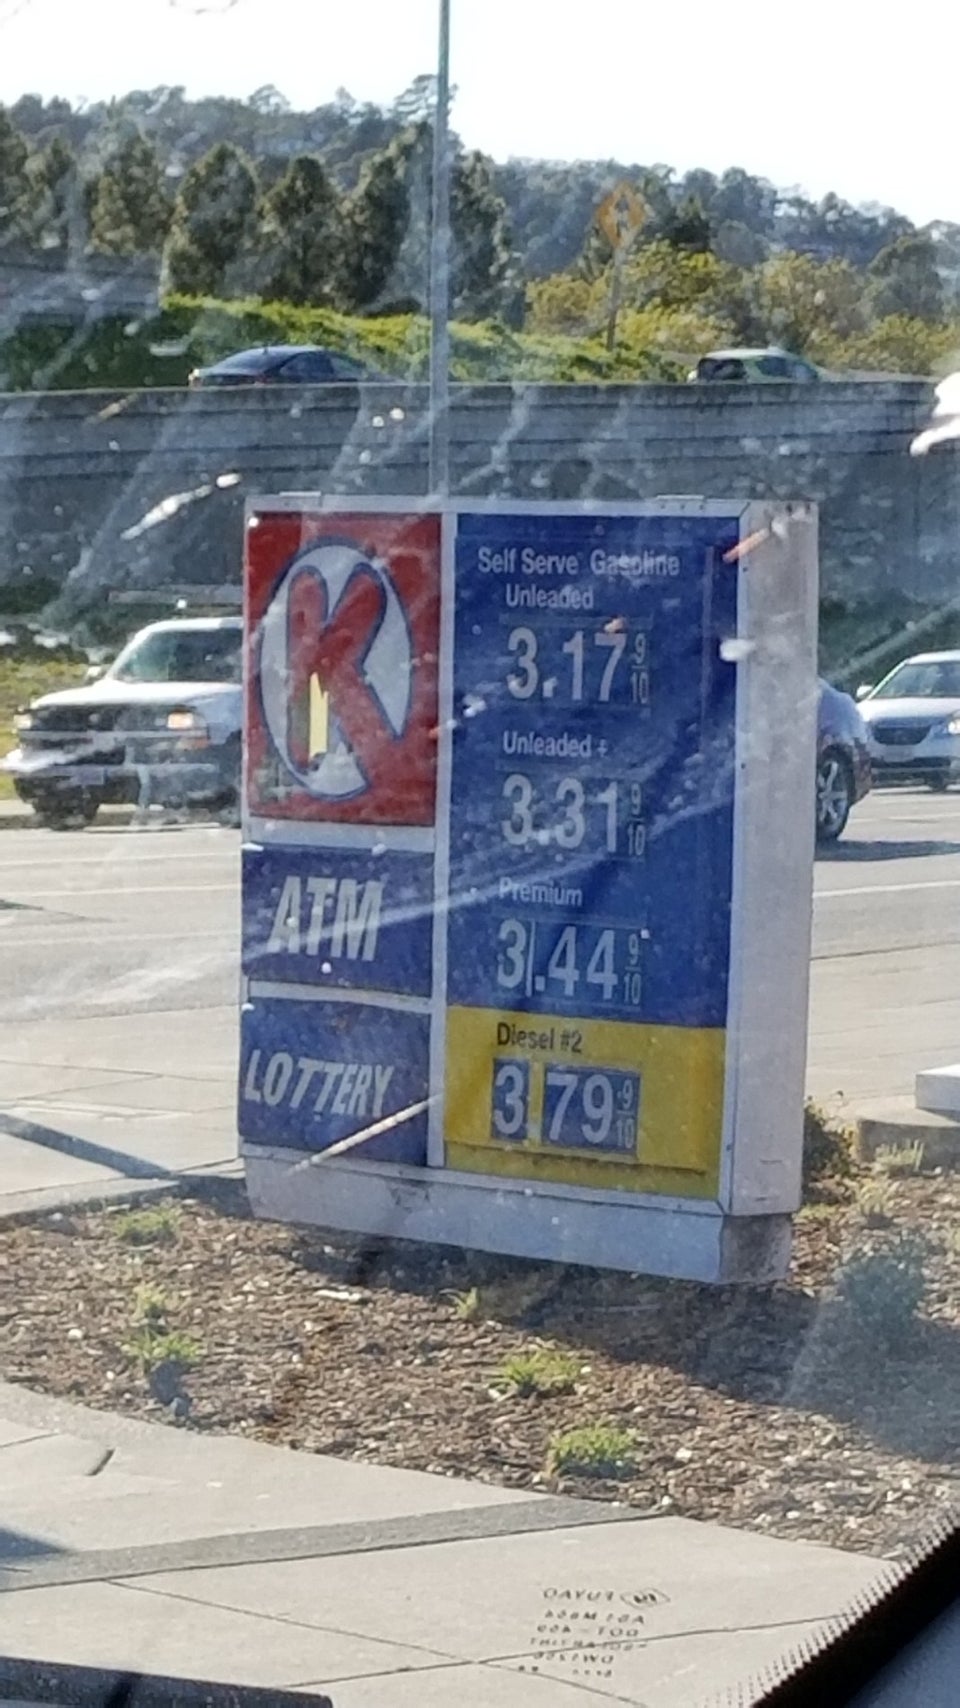 K
Self Serve Gasoline
Unleaded
3.17 9/10
Unleaded +
3.31 9/10
Premium
3.44 9/10
Diesel #2
3 79 9/10
ATM
LOTTERY
FUYAO